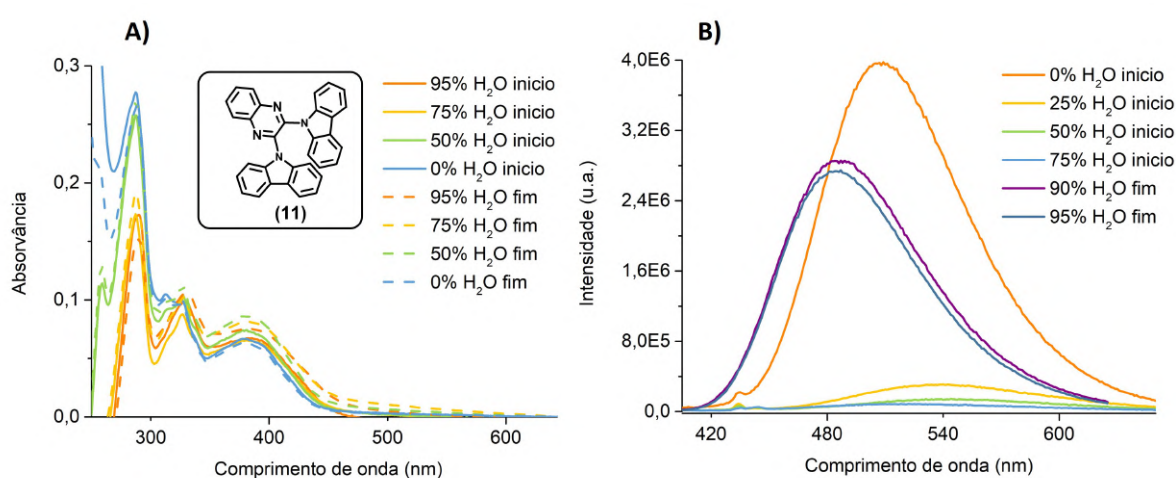 A)
0,3
0,2
0,1
0,0
Absorvância
300
400
500
600
Comprimento de onda (nm)
N
N
N
N
(11)
95% H₂O inicio
75% H₂O inicio
50% H₂O inicio
0% H₂O inicio
95% H₂O fim
75% H₂O fim
50% H₂O fim
0% H₂O fim
B)
4,0E6
3,2E6
2,4E6
1,6E6
8,0E5
0,0
Intensidade (u.a.)
420
480
540
600
Comprimento de onda (nm)
0% H₂O inicio
25% H₂O inicio
50% H₂O inicio
75% H₂O inicio
90% H₂O fim
95% H₂O fim